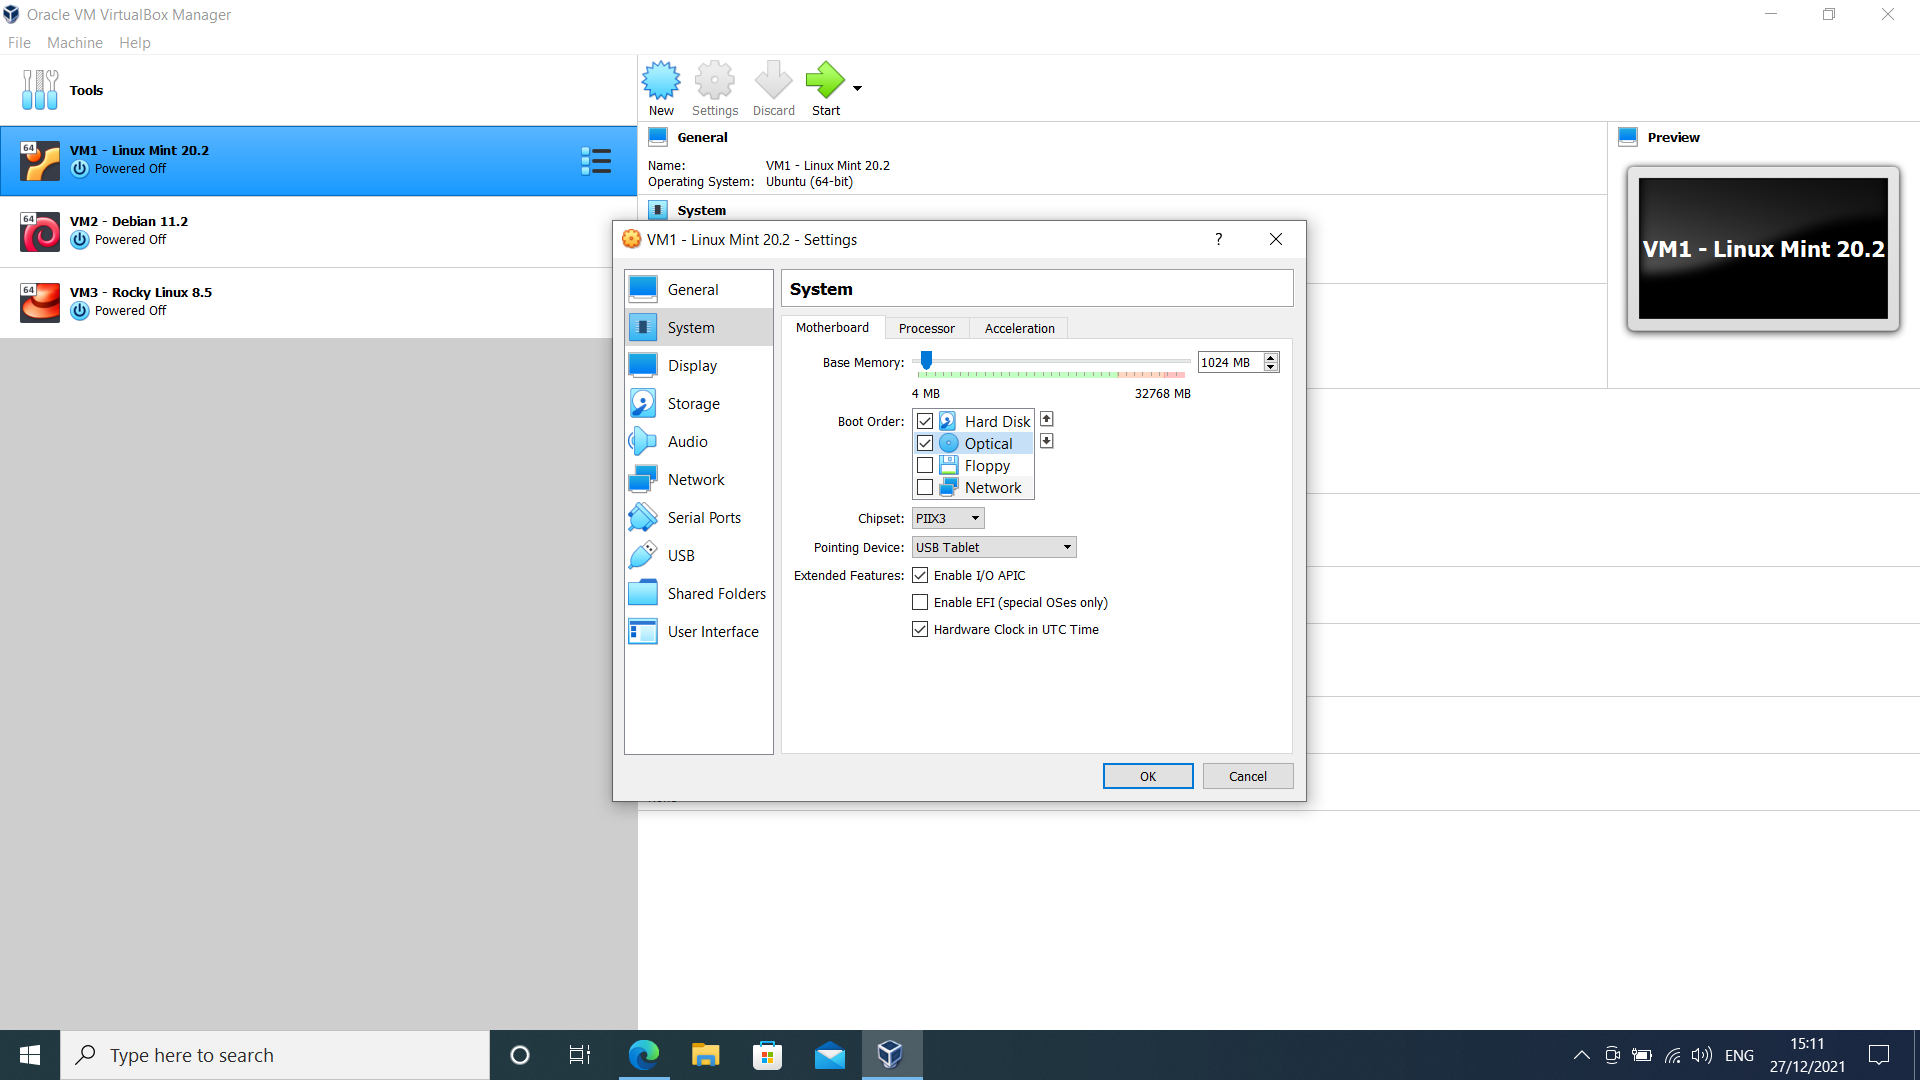 Oracle VM VirtualBox Manager
File Machine Help
Tools
New Settings Discard Start
64
VM1 - Linux Mint 20.2
Powered Off
64
VM2 - Debian 11.2
Powered Off
64
VM3 - Rocky Linux 8.5
Powered Off
General
Name: VM1 - Linux Mint 20.2
Operating System: Ubuntu (64-bit)
System
Preview
VM1 - Linux Mint 20.2
VM1 - Linux Mint 20.2 - Settings
?
General
System
Display
Storage
Audio
Network
Serial Ports
USB
Shared Folders
User Interface
System
Motherboard Processor Acceleration
Base Memory: 1024 MB
4 MB 32768 MB
Boot Order: Hard Disk
Optical
Floppy
Network
Chipset: PIIX3
Pointing Device: USB Tablet
Extended Features: Enable I/O APIC
Enable EFI (special OSes only)
Hardware Clock in UTC Time
OK Cancel
Type here to search
ENG
15:11
27/12/2021